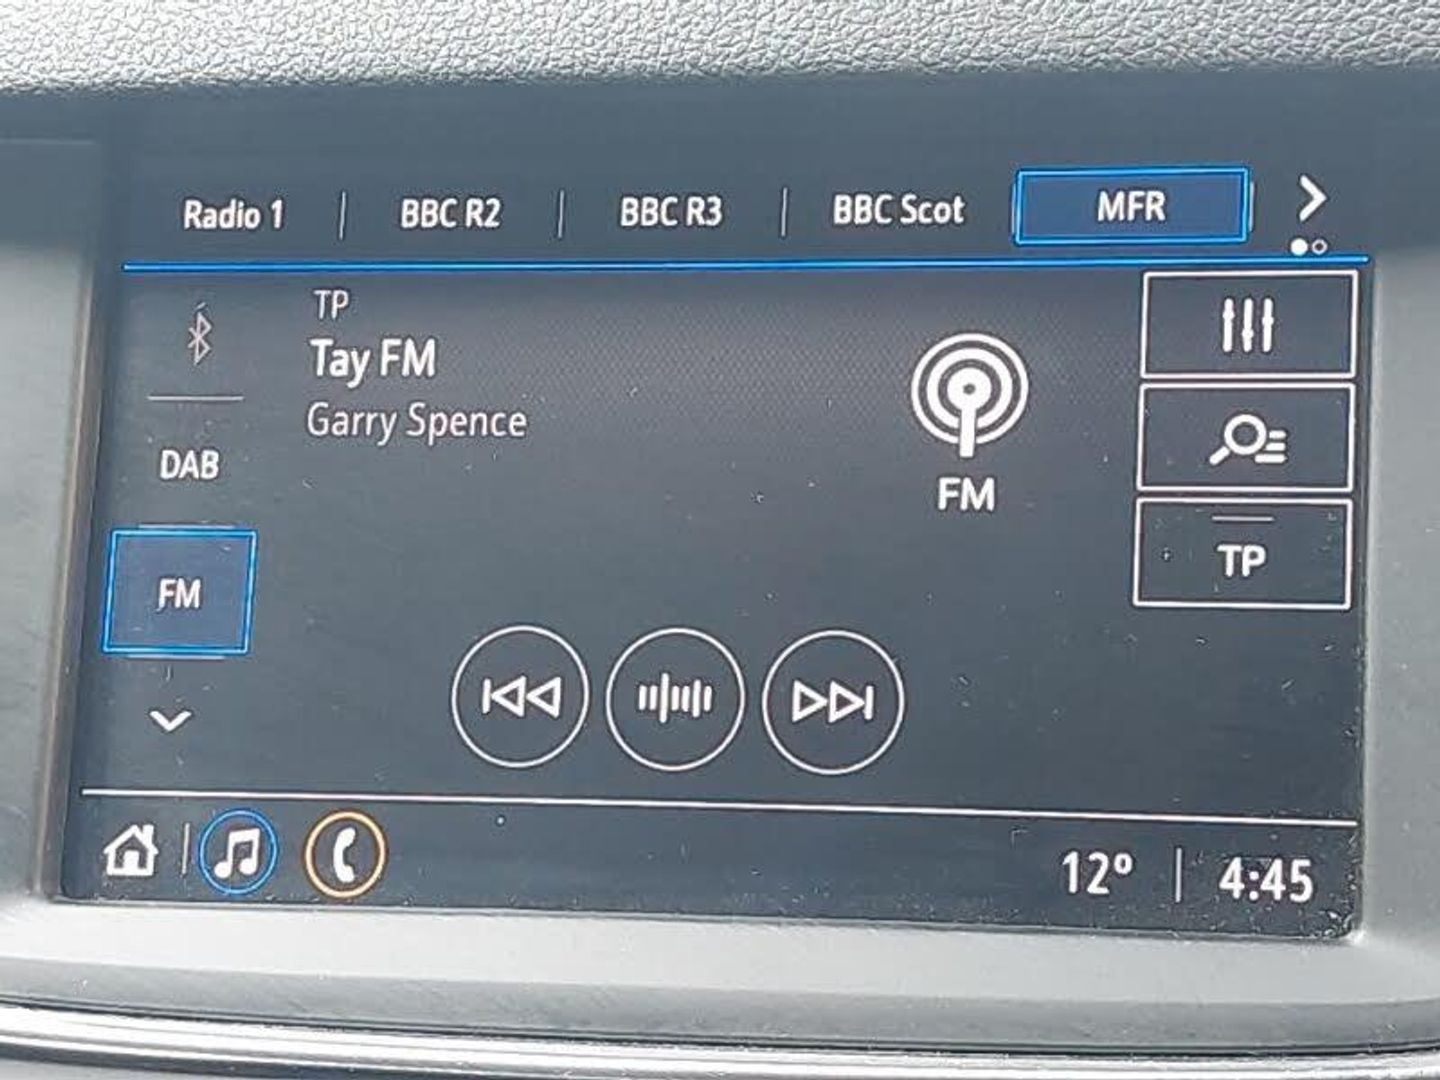 Radio 1
BBC R2
BBC R3
BBC Scot
MFR
TP
Tay FM
Garry Spence
DAB
FM
FM
TP
12º
4:45